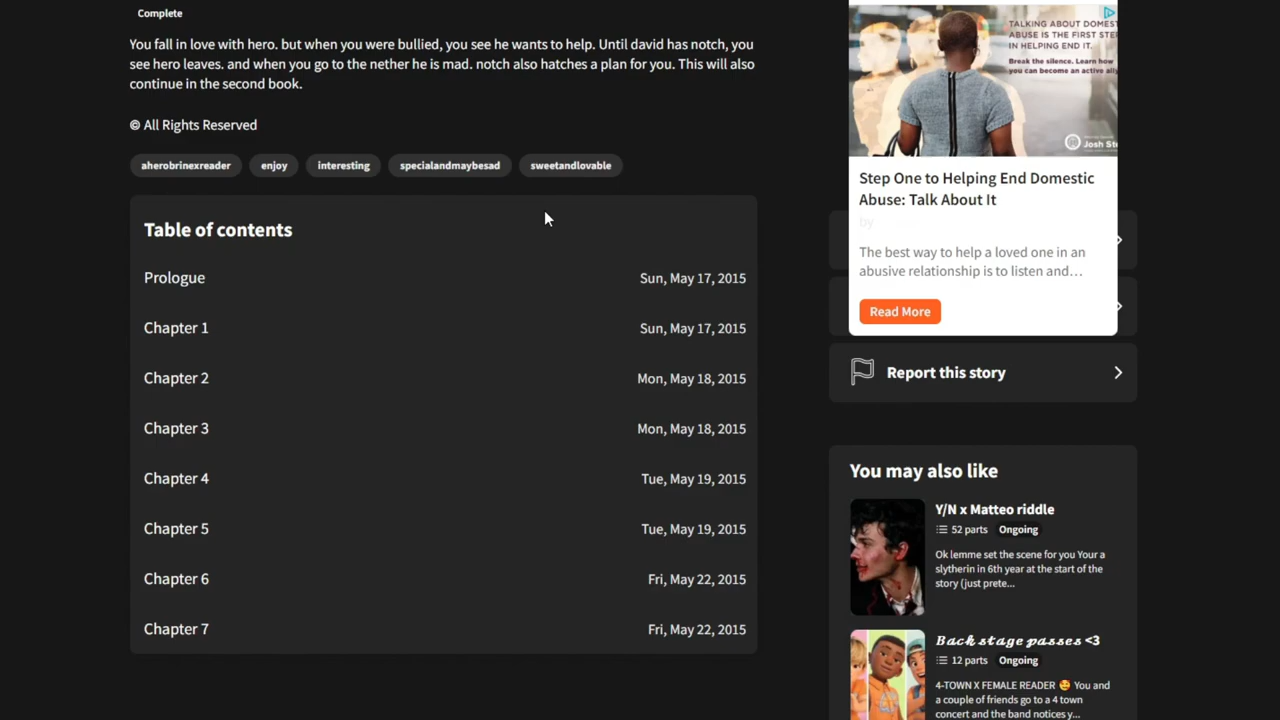 Complete
You fall in love with hero. but when you were bullied, you see he wants to help. Until david has notch, you
see hero leaves. and when you go to the nether he is mad. notch also hatches a plan for you. This will also
continue in the second book.
© All Rights Reserved
aherobrinexreader enjoy interesting specialandmaybesad sweetandlovable
Table of contents
Prologue Sun, May 17, 2015
Chapter 1 Sun, May 17, 2015
Chapter 2 Mon, May 18, 2015
Chapter 3 Mon, May 18, 2015
Chapter 4 Tue, May 19, 2015
Chapter 5 Tue, May 19, 2015
Chapter 6 Fri, May 22, 2015
Chapter 7 Fri, May 22, 2015
TALKING ABOUT DOMEST
ABUSE IS THE FIRST STE
IN HELPING END IT.
Break the silence. Learn how
you can become an active ally
Josh Ste
Step One to Helping End Domestic
Abuse: Talk About It
by
The best way to help a loved one in an
abusive relationship is to listen and…
Read More
Report this story
You may also like
Y/N x Matteo riddle
52 parts Ongoing
Ok lemme set the scene for you Your a
slytherin in 6th year at the start of the
story (just prete...
Back stage passes <3
12 parts Ongoing
4-TOWN X FEMALE READER 🥰 You and
a couple of friends go to a 4 town
concert and the band notices y...